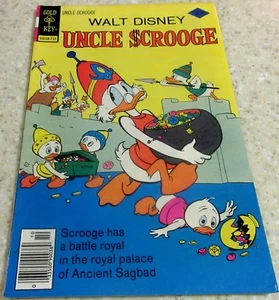 GOLD
KEY
UNCLE SCROOGE
WALT DISNEY
UNCLE $CROOGE
Scrooge has
a battle royal
in the royal palace
of Ancient Sagbad